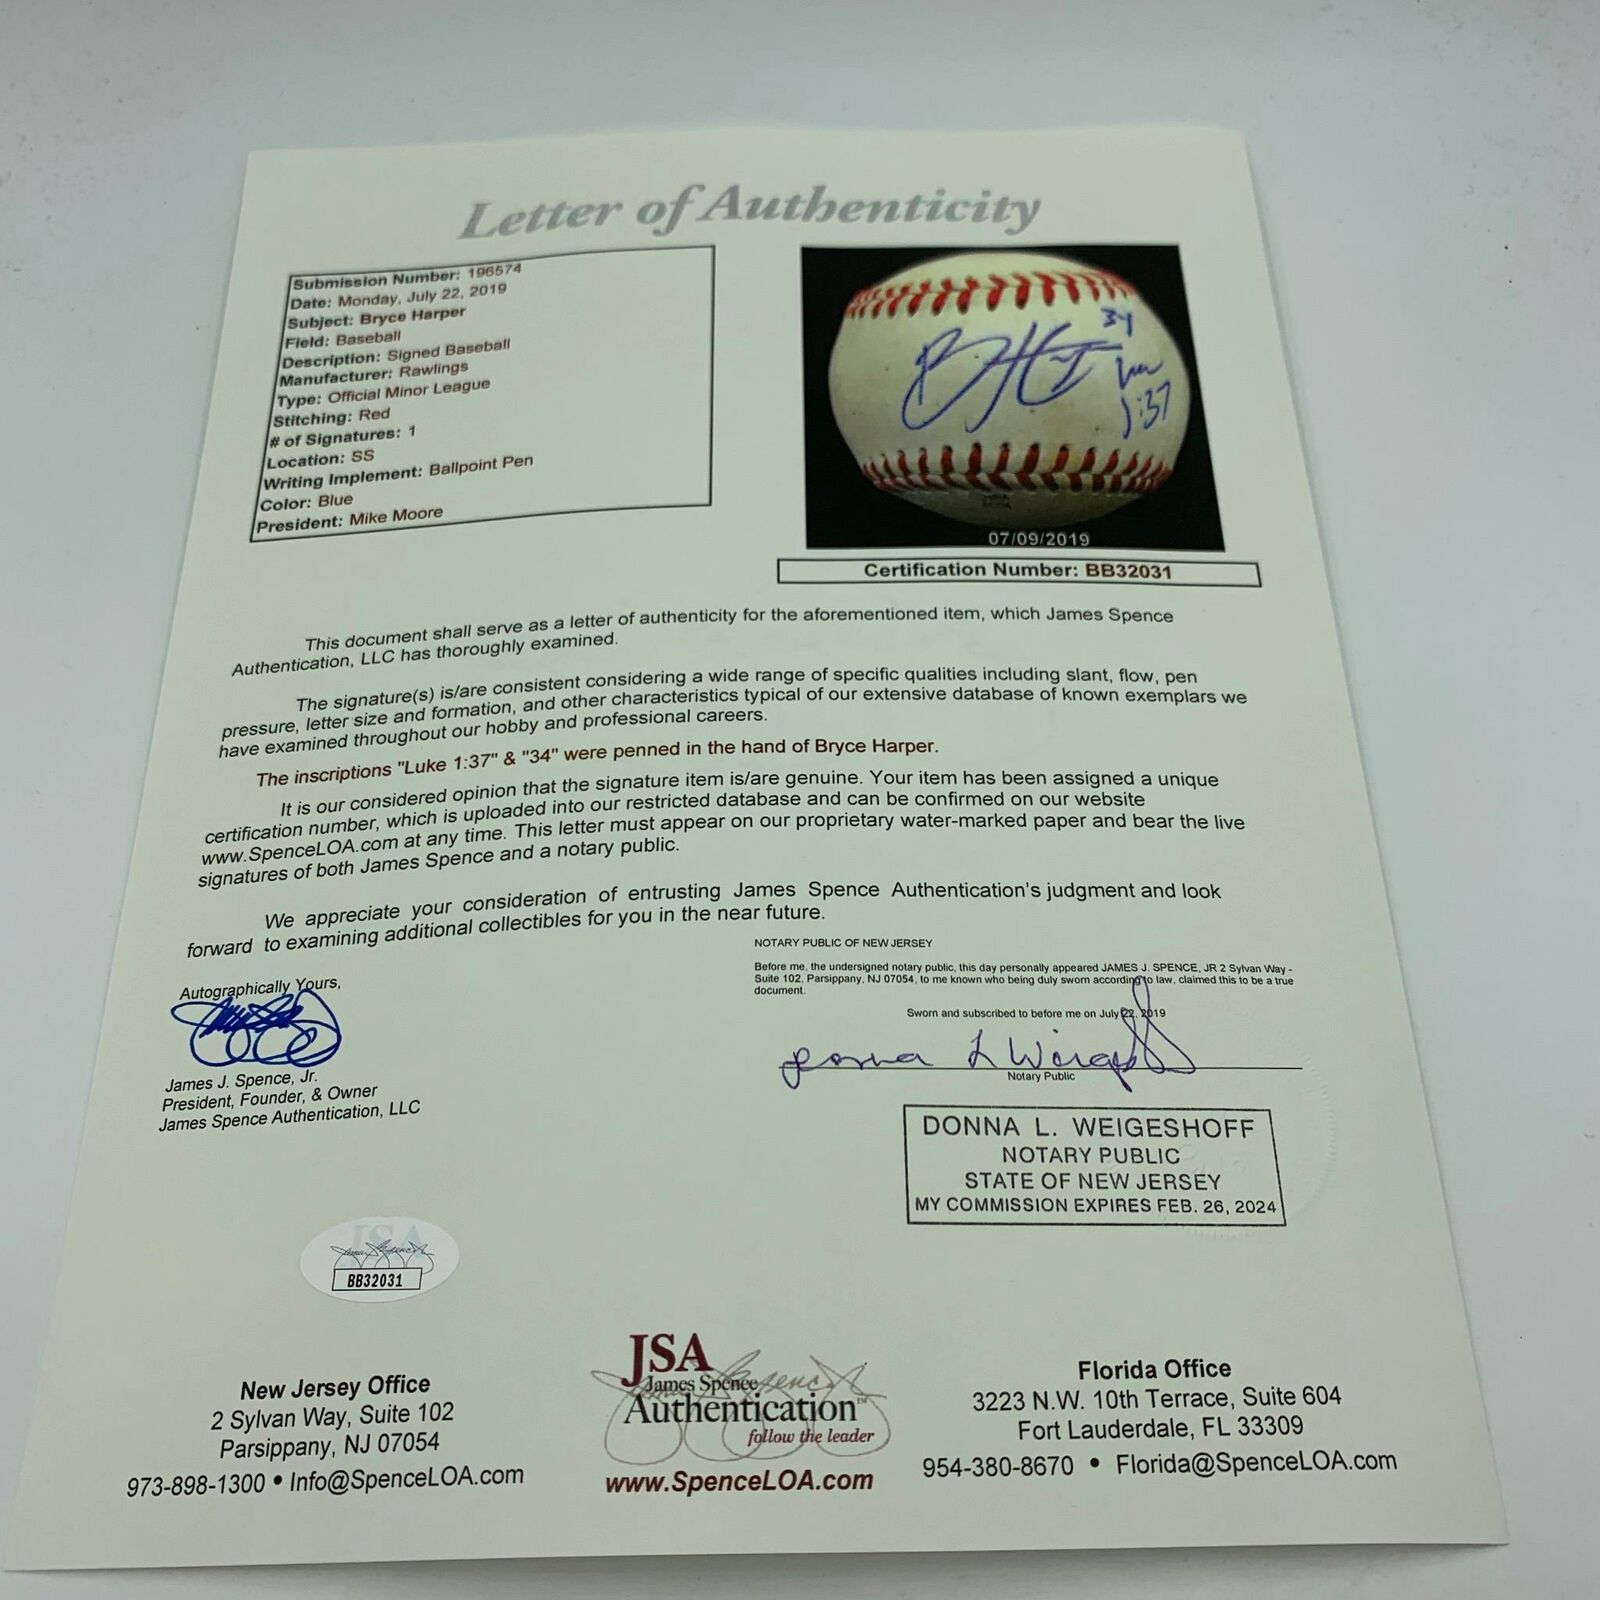 Letter of Authenticity
Submission Number: 196574
Date: Monday, July 22, 2019
Subject: Bryce Harper
Field: Baseball
Description: Signed Baseball
Manufacturer: Rawlings
Type: Official Minor League
Stitching: Red
# of Signatures: 1
Location: SS
Writing Implement: Ballpoint Pen
Color: Blue
President: Mike Moore
34
1:37
07/09/2019
Certification Number: BB32031
This document shall serve as a letter of authenticity for the aforementioned item, which James Spence
Authentication, LLC has thoroughly examined.
The signature(s) is/are consistent considering a wide range of specific qualities including slant, flow, pen
pressure, letter size and formation, and other characteristics typical of our extensive database of known exemplars we
have examined throughout our hobby and professional careers.
The inscriptions "Luke 1:37" & "34" were penned in the hand of Bryce Harper.
It is our considered opinion that the signature item is/are genuine. Your item has been assigned a unique
certification number, which is uploaded into our restricted database and can be confirmed on our website
www.SpenceLOA.com at any time. This letter must appear on our proprietary water-marked paper and bear the live
signatures of both James Spence and a notary public.
We appreciate your consideration of entrusting James Spence Authentication's judgment and look
forward to examining additional collectibles for you in the near future.
NOTARY PUBLIC OF NEW JERSEY
Before me, the undersigned notary public, this day personally appeared JAMES J. SPENCE, JR 2 Sylvan Way -
Suite 102, Parsippany, NJ 07054, to me known who being duly sworn according to law, claimed this to be a true
document.
Sworn and subscribed to before me on July 22, 2019
Notary Public
Autographically Yours,
James J. Spence, Jr.
President, Founder, & Owner
James Spence Authentication, LLC
DONNA L. WEIGESHOFF
NOTARY PUBLIC
STATE OF NEW JERSEY
MY COMMISSION EXPIRES FEB. 26, 2024
JSA
BB32031
New Jersey Office
2 Sylvan Way, Suite 102
Parsippany, NJ 07054
973-898-1300 • Info@SpenceLOA.com
JSA
James Spence
Authentication™
follow the leader
www.SpenceLOA.com
Florida Office
3223 N.W. 10th Terrace, Suite 604
Fort Lauderdale, FL 33309
954-380-8670 • Florida@SpenceLOA.com